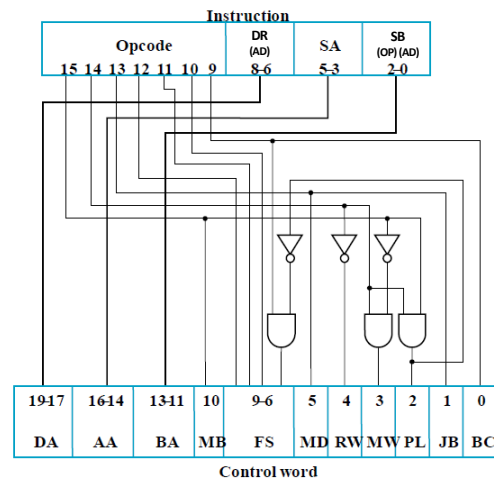 Instruction
Opcode DR SA SB
(AD) (OP) (AD)
15 14 13 12 11 10 9 8-6 5-3 2-0
19-17 16-14 13-11 10 9-6 5 4 3 2 1 0
DA AA BA MB FS MD RW MW PL JB BC
Control word